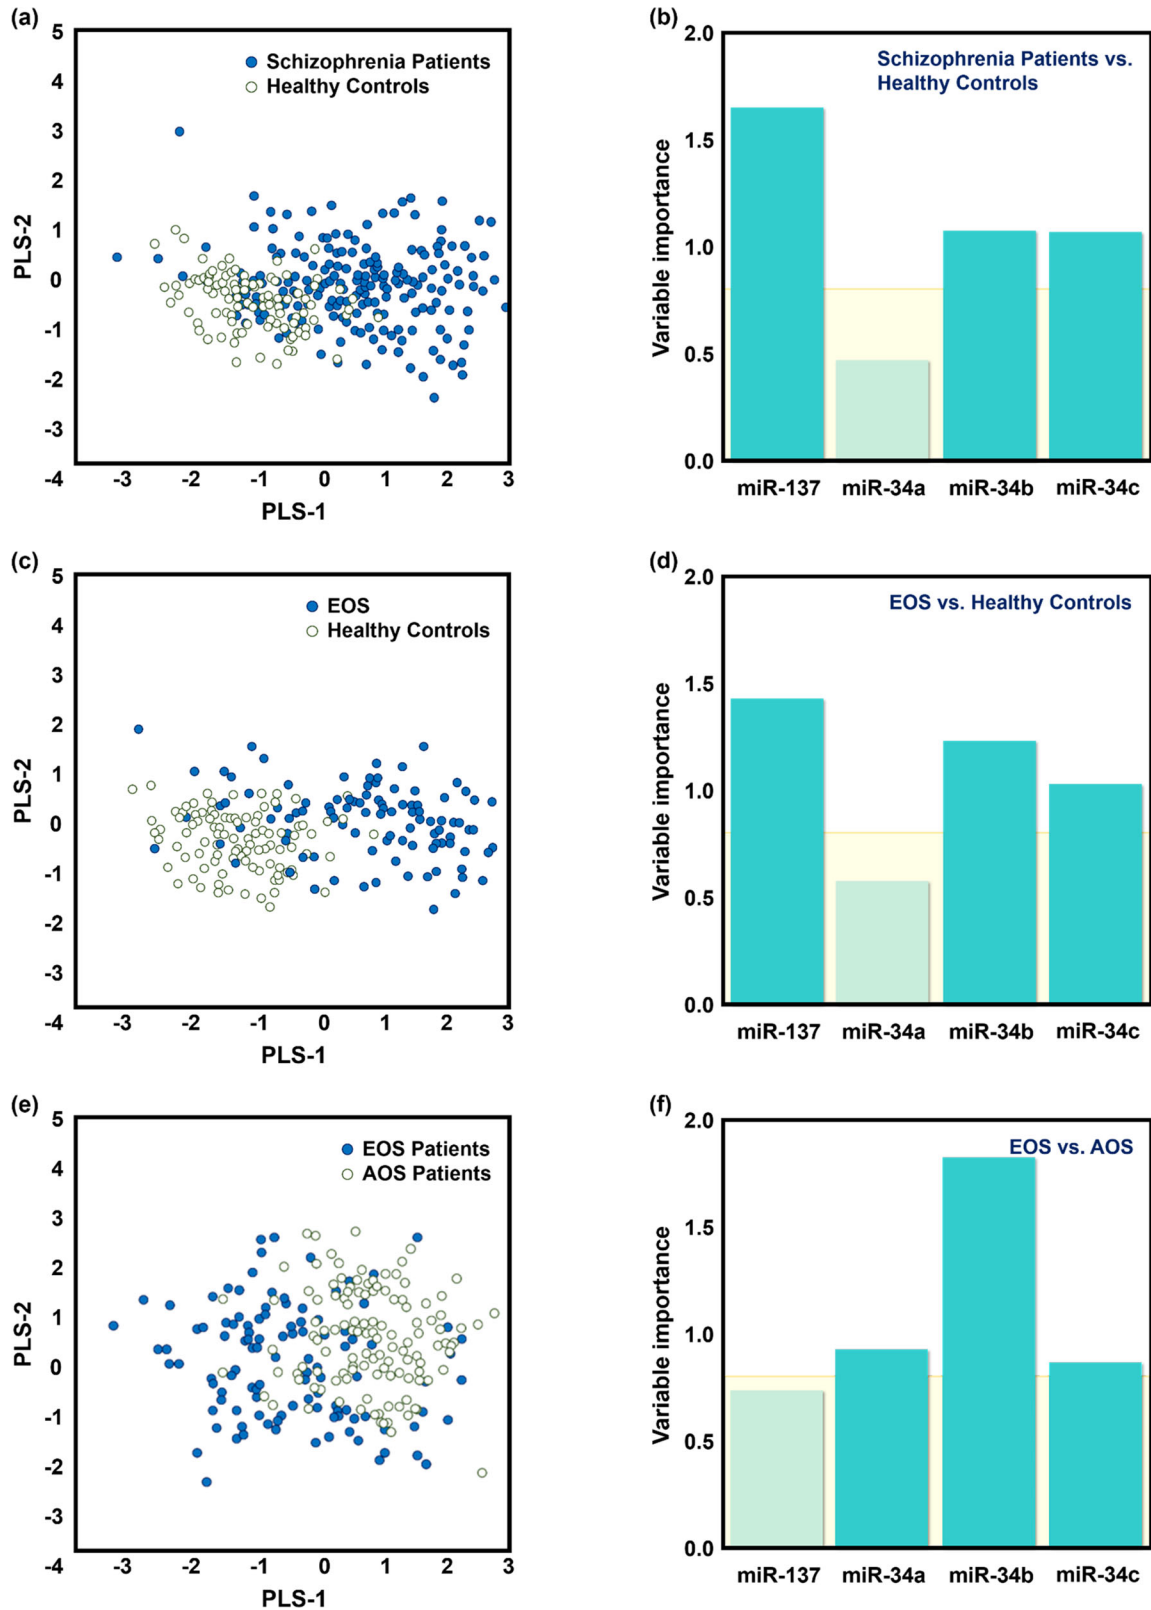 (a)
5
4
3
2
1
0
-1
-2
-3
-4
-3
-2
-1
0
1
2
3
PLS-2
PLS-1
Schizophrenia Patients
Healthy Controls
(b)
2.0
1.5
1.0
0.5
0.0
Variable importance
Schizophrenia Patients vs.
Healthy Controls
miR-137 miR-34a miR-34b miR-34c
(c)
5
4
3
2
1
0
-1
-2
-3
-4
-3
-2
-1
0
1
2
3
PLS-2
PLS-1
EOS
Healthy Controls
(d)
2.0
1.5
1.0
0.5
0.0
Variable importance
EOS vs. Healthy Controls
miR-137 miR-34a miR-34b miR-34c
(e)
5
4
3
2
1
0
-1
-2
-3
-4
-3
-2
-1
0
1
2
3
PLS-2
PLS-1
EOS Patients
AOS Patients
(f)
2.0
1.5
1.0
0.5
0.0
Variable importance
EOS vs. AOS
miR-137 miR-34a miR-34b miR-34c